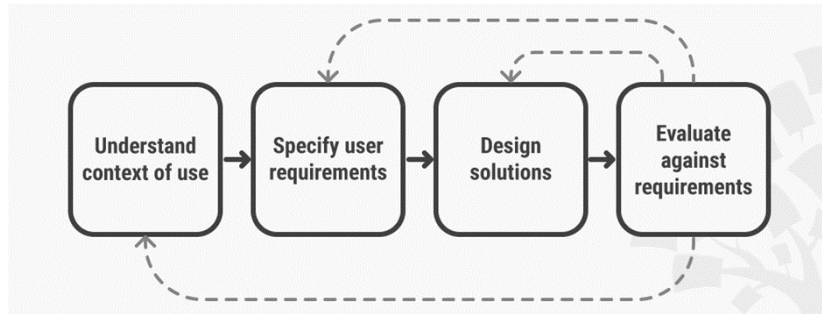 Understand
context of use
Specify user
requirements
Design
solutions
Evaluate
against
requirements